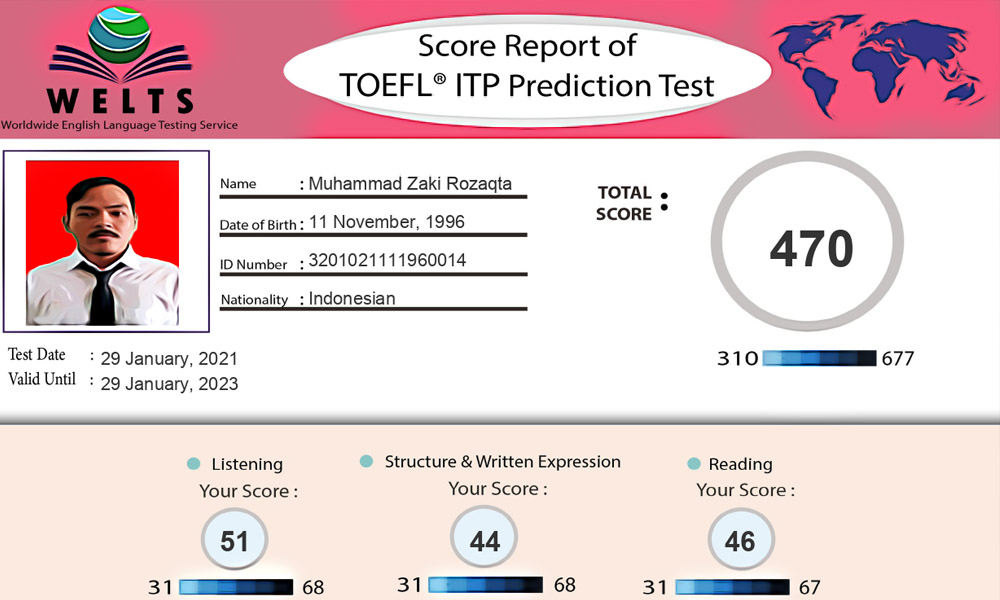 WELTS
Worldwide English Language Testing Service
Score Report of
TOEFL® ITP Prediction Test
Name : Muhammad Zaki Rozaqta
Date of Birth : 11 November, 1996
ID Number : 3201021111960014
Nationality : Indonesian
TOTAL SCORE :
470
310 677
Test Date : 29 January, 2021
Valid Until : 29 January, 2023
Listening
Your Score :
51
31 68
Structure & Written Expression
Your Score :
44
31 68
Reading
Your Score :
46
31 67